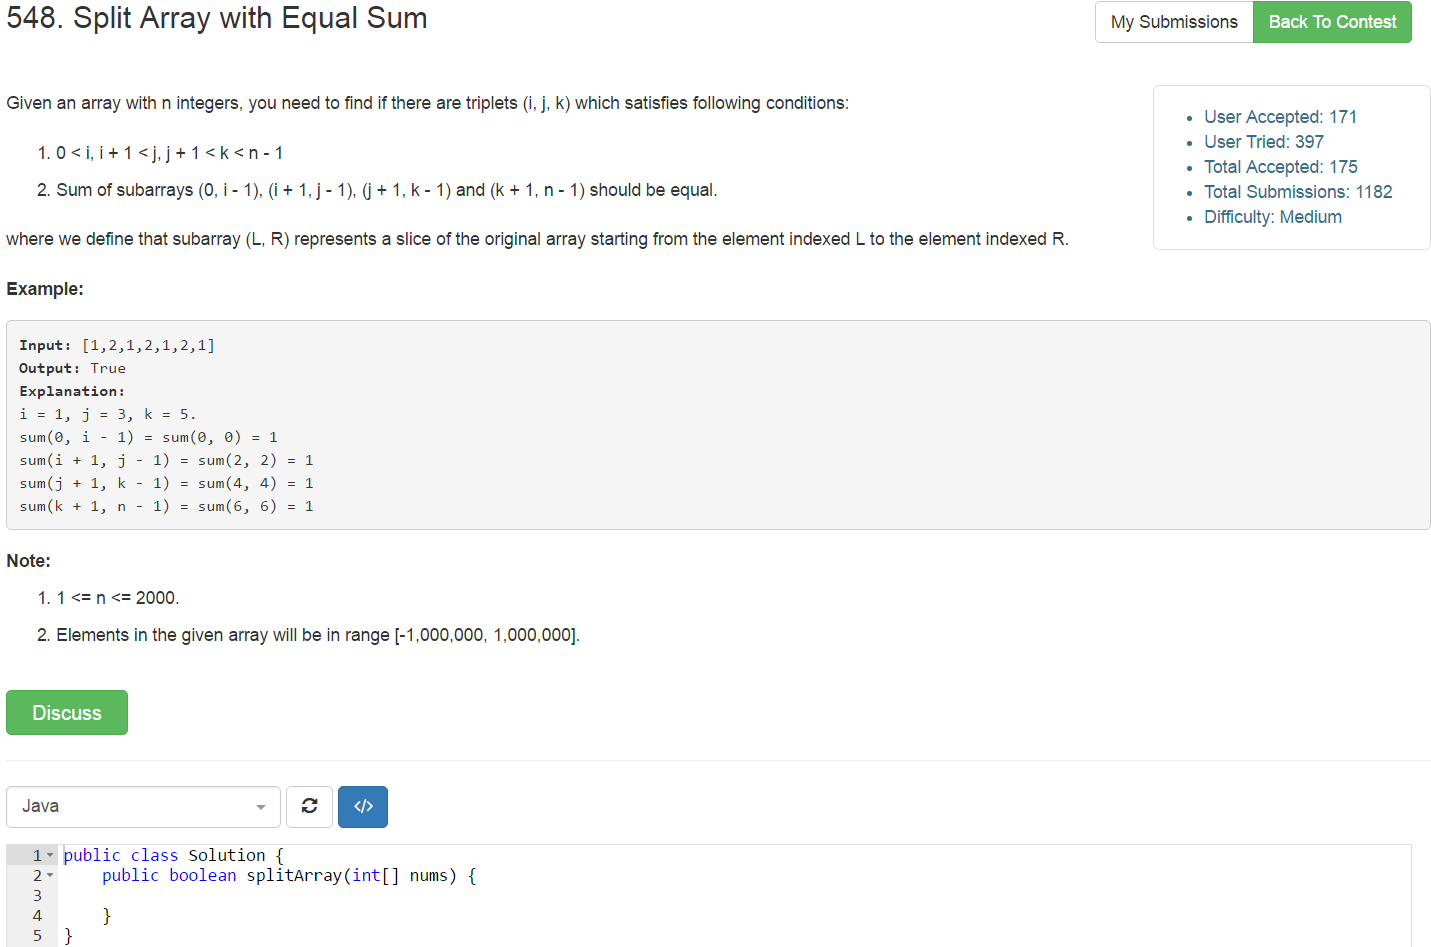 548. Split Array with Equal Sum
My Submissions
Back To Contest
Given an array with n integers, you need to find if there are triplets (i, j, k) which satisfies following conditions:
1. 0 < i, i + 1 < j, j + 1 < k < n - 1
2. Sum of subarrays (0, i - 1), (i + 1, j - 1), (j + 1, k - 1) and (k + 1, n - 1) should be equal.
where we define that subarray (L, R) represents a slice of the original array starting from the element indexed L to the element indexed R.
• User Accepted: 171
• User Tried: 397
• Total Accepted: 175
• Total Submissions: 1182
• Difficulty: Medium
Example:
Input: [1,2,1,2,1,2,1]
Output: True
Explanation:
i = 1, j = 3, k = 5.
sum(0, i - 1) = sum(0, 0) = 1
sum(i + 1, j - 1) = sum(2, 2) = 1
sum(j + 1, k - 1) = sum(4, 4) = 1
sum(k + 1, n - 1) = sum(6, 6) = 1
Note:
1. 1 <= n <= 2000.
2. Elements in the given array will be in range [-1,000,000, 1,000,000].
Discuss
Java
</>
1 public class Solution {
2     public boolean splitArray(int[] nums) {
3
4     }
5 }